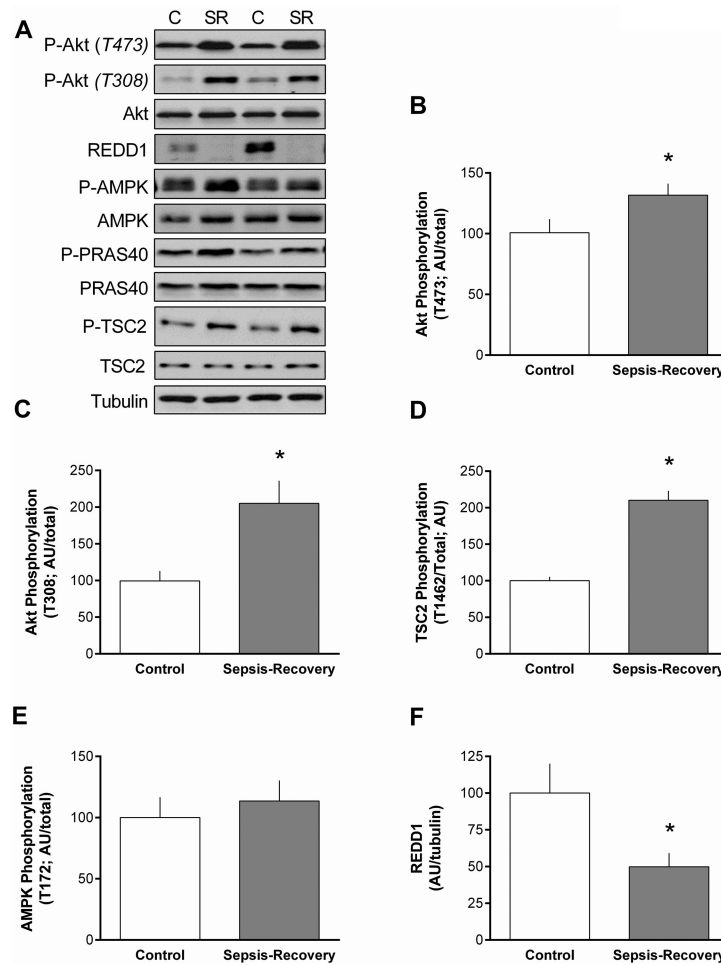 A
C SR C SR
P-Akt (T473)
P-Akt (T308)
Akt
REDD1
P-AMPK
AMPK
P-PRAS40
PRAS40
P-TSC2
TSC2
Tubulin
B
Akt Phosphorylation
(T473; AU/total)
150
100
50
0
*
Control Sepsis-Recovery
C
Akt Phosphorylation
(T308; AU/total)
250
200
150
100
50
0
*
Control Sepsis-Recovery
D
TSC2 Phosphorylation
(T1462/Total; AU)
250
200
150
100
50
0
*
Control Sepsis-Recovery
E
AMPK Phosphorylation
(T172; AU/total)
150
100
50
0
Control Sepsis-Recovery
F
REDD1
(AU/tubulin)
125
100
75
50
25
0
*
Control Sepsis-Recovery